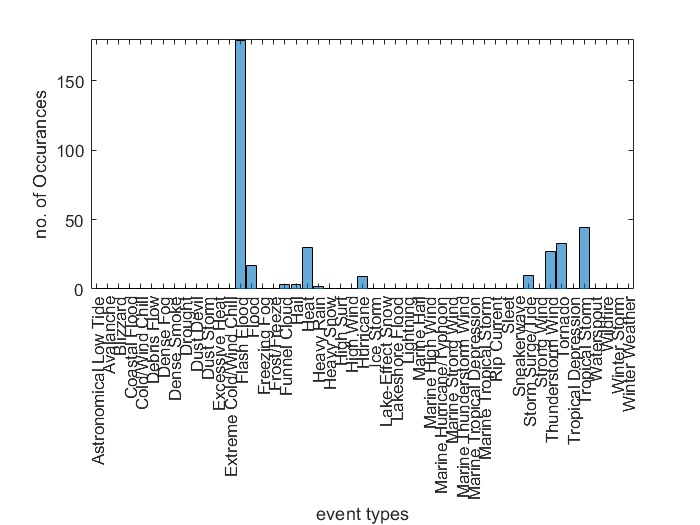 150
100
50
0
no. of Occurances
Astronomical Low Tide
Avalanche
Blizzard
Coastal Flood
Cold/Wind Chill
Debris Flow
Dense Fog
Dense Smoke
Drought
Dust Devil
Dust Storm
Excessive Heat
Extreme Cold/Wind Chill
Flash Flood
Flood
Freezing Fog
Frost/Freeze
Funnel Cloud
Hail
Heat
Heavy Rain
Heavy Snow
High Surf
High Wind
Hurricane
Ice Storm
Lake-Effect Snow
Lakeshore Flood
Lightning
Marine Hail
Marine High Wind
Marine Hurricane/Typhoon
Marine Strong Wind
Marine Thunderstorm Wind
Marine Tropical Depression
Marine Tropical Storm
Rip Current
Sleet
Sneakerwave
Storm Surge/Tide
Strong Wind
Thunderstorm Wind
Tornado
Tropical Depression
Tropical Storm
Waterspout
Wildfire
Winter Storm
Winter Weather
event types